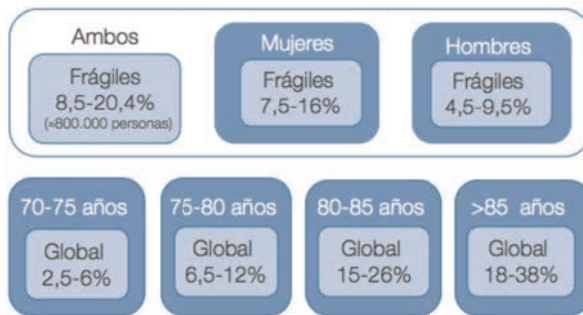 Ambos
Frágiles
8,5-20,4%
(≈800.000 personas)
Mujeres
Frágiles
7,5-16%
Hombres
Frágiles
4,5-9,5%
70-75 años
Global
2,5-6%
75-80 años
Global
6,5-12%
80-85 años
Global
15-26%
>85 años
Global
18-38%